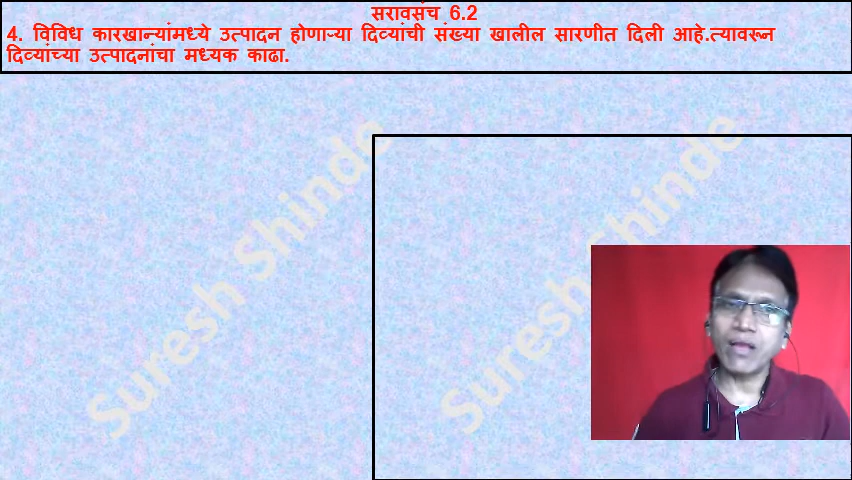 सरावसंच 6.2
4. विविध कारखान्यांमध्ये उत्पादन होणाऱ्या दिव्यांची संख्या खालील सारणीत दिली आहे.त्यावरून
दिव्यांच्या उत्पादनांचा मध्यक काढा.
Suresh Shinde
Suresh Shinde